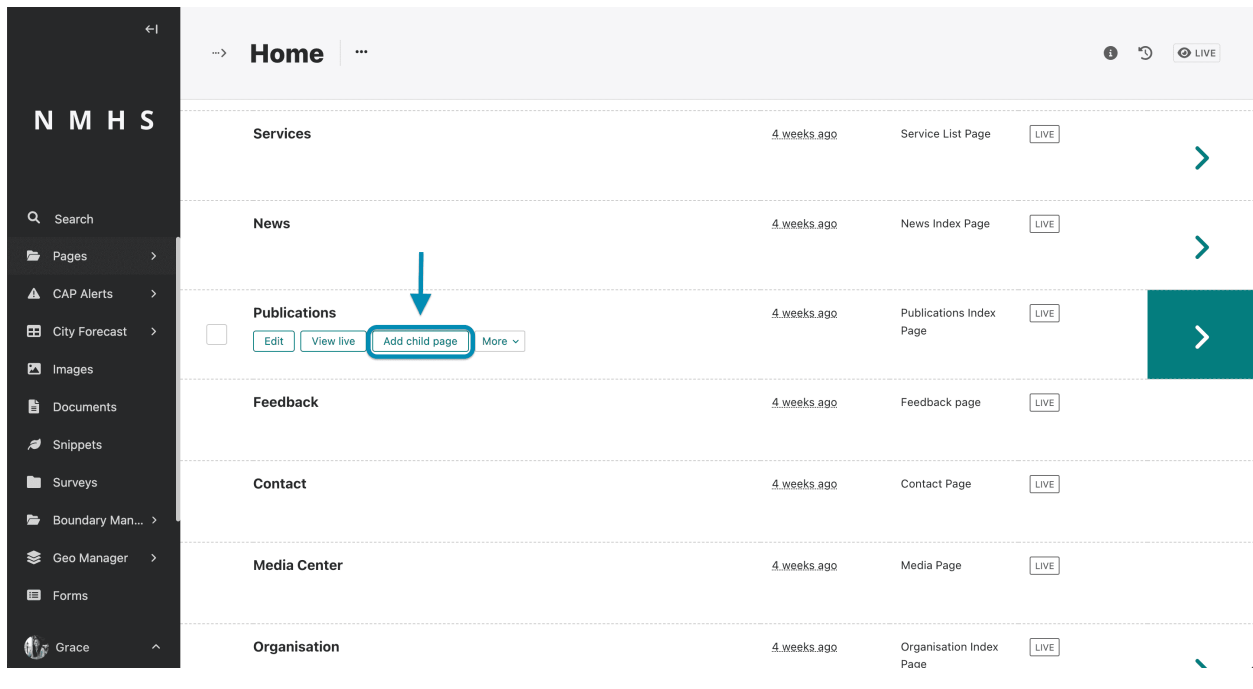 Home
LIVE
N M H S
Search
Pages
CAP Alerts
City Forecast
Images
Documents
Snippets
Surveys
Boundary Man...
Geo Manager
Forms
Grace
Services 4 weeks ago Service List Page LIVE
News 4 weeks ago News Index Page LIVE
Publications 4 weeks ago Publications Index LIVE
Page
Edit View live Add child page More
Feedback 4 weeks ago Feedback page LIVE
Contact 4 weeks ago Contact Page LIVE
Media Center 4 weeks ago Media Page LIVE
Organisation 4 weeks ago Organisation Index LIVE
Page